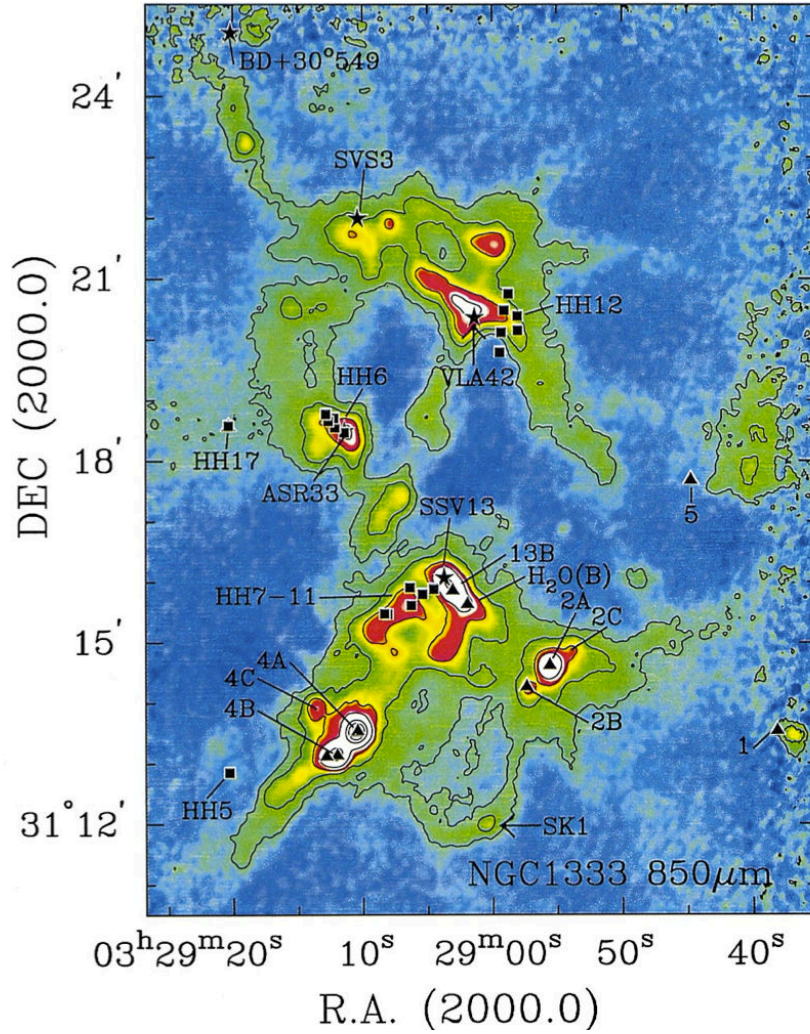 BD+30°549
24′
SVS3
21′
HH12
VLA42
HH6
HH17
18′
ASR33
5
SSV13
13B
H₂O(B)
HH7-11
2A
2C
15′
4A
4C
4B
2B
1
HH5
31° 12′
SK1
NGC1333 850μm
03ʰ29ᵐ20ˢ 10ˢ 29ᵐ00ˢ 50ˢ 40ˢ
R.A. (2000.0)
DEC (2000.0)